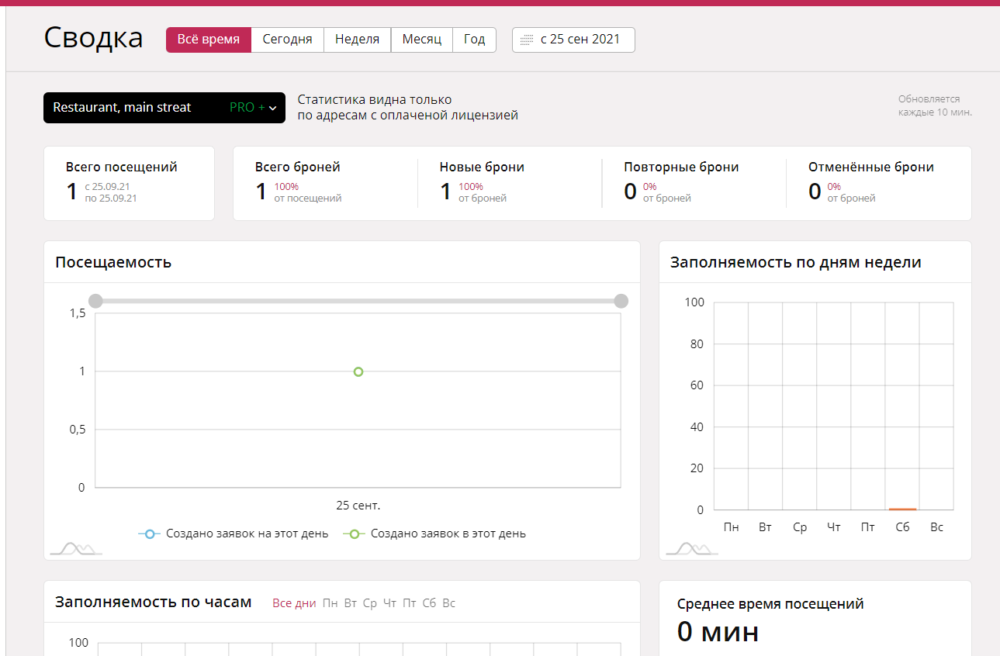 Сводка
Всё время
Сегодня
Неделя
Месяц
Год
с 25 сен 2021
Restaurant, main streat
PRO +
Статистика видна только
по адресам с оплаченой лицензией
Обновляется
каждые 10 мин.
Всего посещений
1
с 25.09.21
по 25.09.21
Всего броней
1
100%
от посещений
Новые брони
1
100%
от броней
Повторные брони
0
0%
от броней
Отменённые брони
0
0%
от броней
Посещаемость
1,5
1
0,5
0
25 сент.
Создано заявок на этот день
Создано заявок в этот день
Заполняемость по дням недели
100
80
60
40
20
0
Пн Вт Ср Чт Пт Сб Вс
Заполняемость по часам
Все дни Пн Вт Ср Чт Пт Сб Вс
100
Среднее время посещений
0 мин